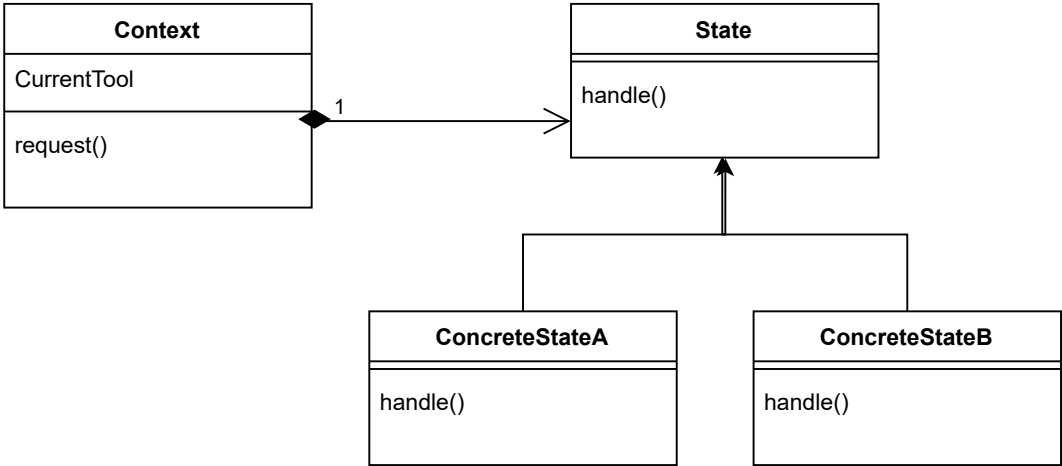 Context
CurrentTool
request()
1
State
handle()
ConcreteStateA
handle()
ConcreteStateB
handle()